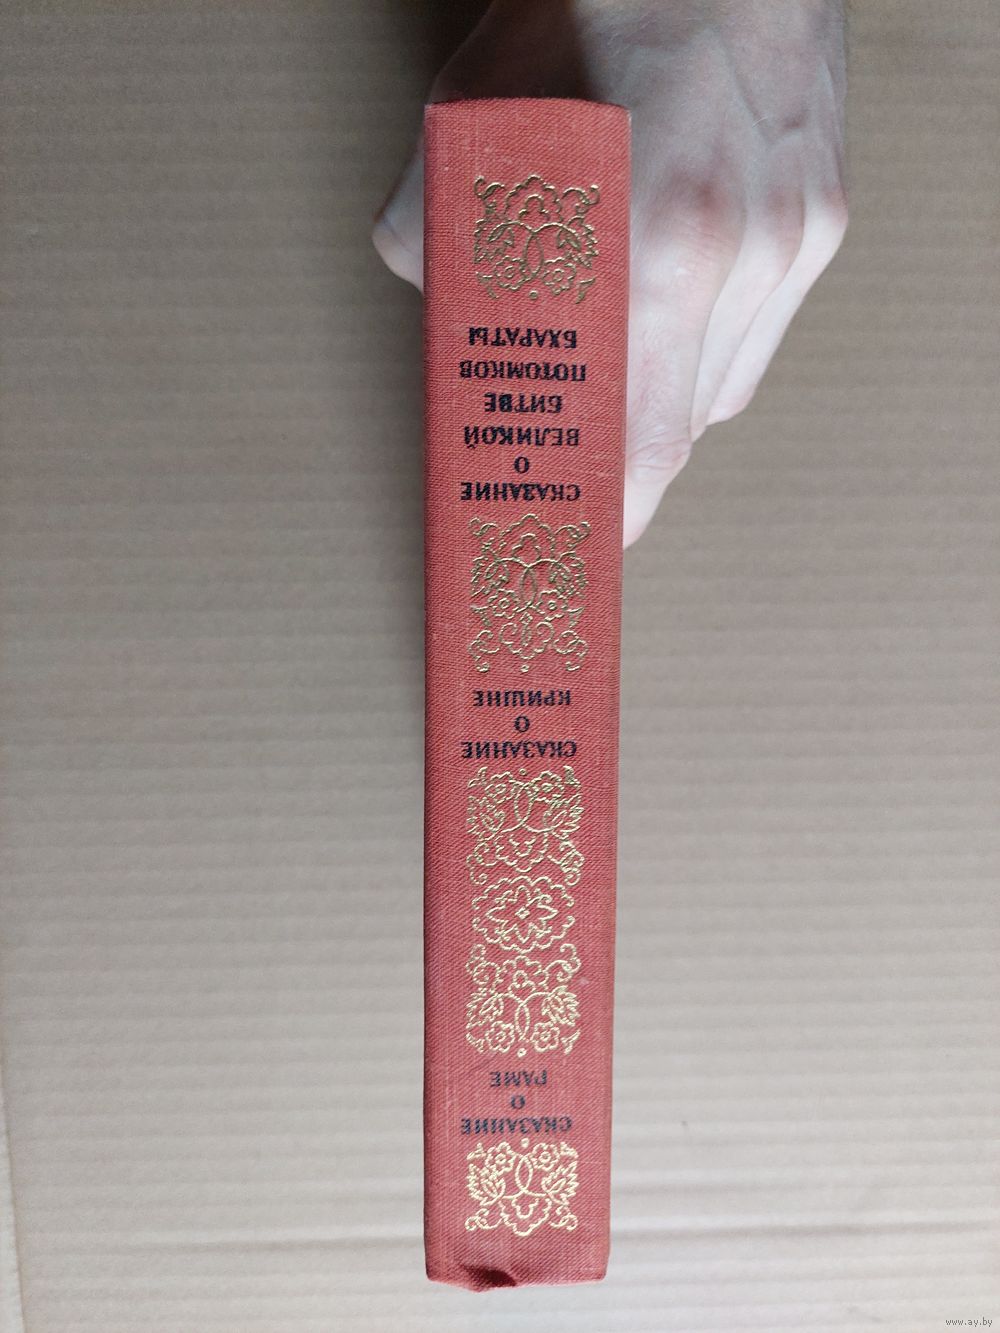 СКАЗАНИЕ
О
РАМЕ
СКАЗАНИЕ
О
КРИШНЕ
СКАЗАНИЕ
О
ВЕЛИКОЙ
БИТВЕ
ПОТОМКОВ
БХАРАТЫ
www.ay.by